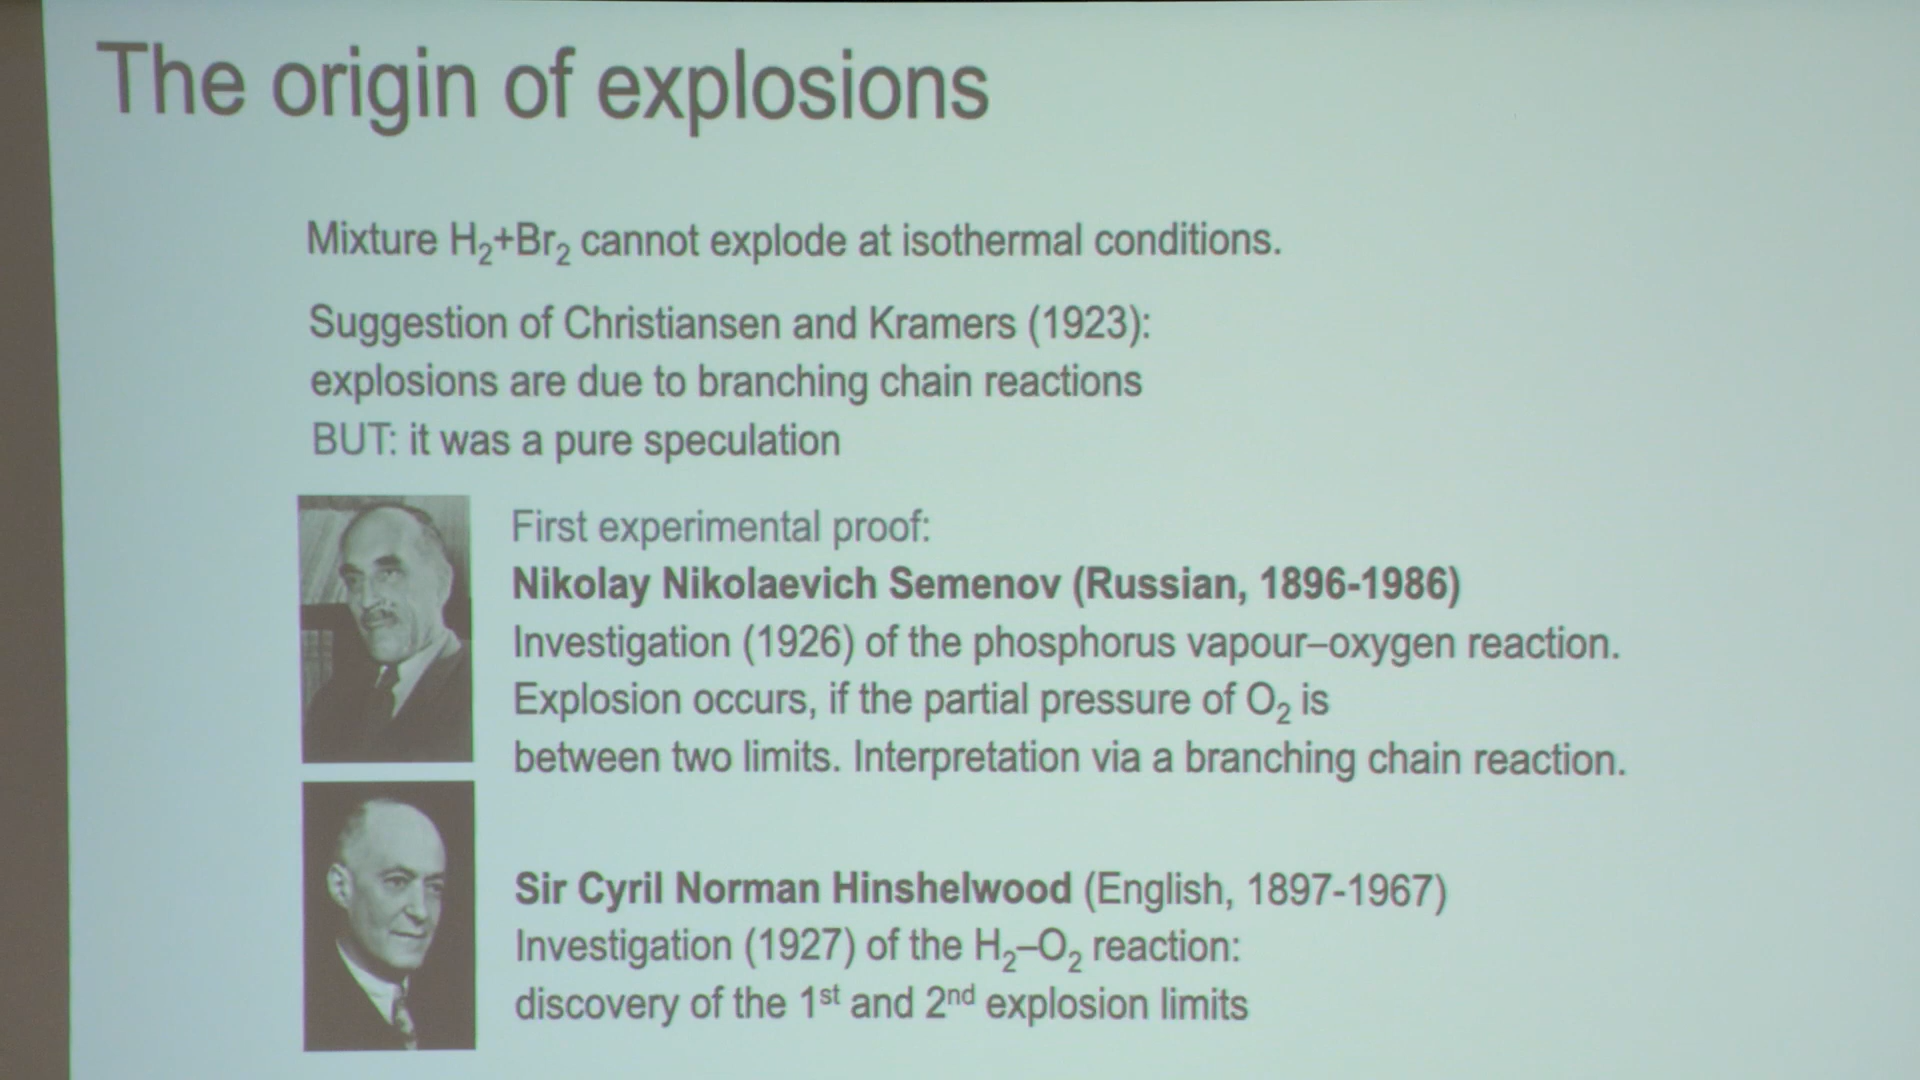 The origin of explosions
Mixture H₂+Br₂ cannot explode at isothermal conditions.
Suggestion of Christiansen and Kramers (1923):
explosions are due to branching chain reactions
BUT: it was a pure speculation
First experimental proof:
Nikolay Nikolaevich Semenov (Russian, 1896-1986)
Investigation (1926) of the phosphorus vapour–oxygen reaction.
Explosion occurs, if the partial pressure of O₂ is
between two limits. Interpretation via a branching chain reaction.
Sir Cyril Norman Hinshelwood (English, 1897-1967)
Investigation (1927) of the H₂–O₂ reaction:
discovery of the 1st and 2nd explosion limits